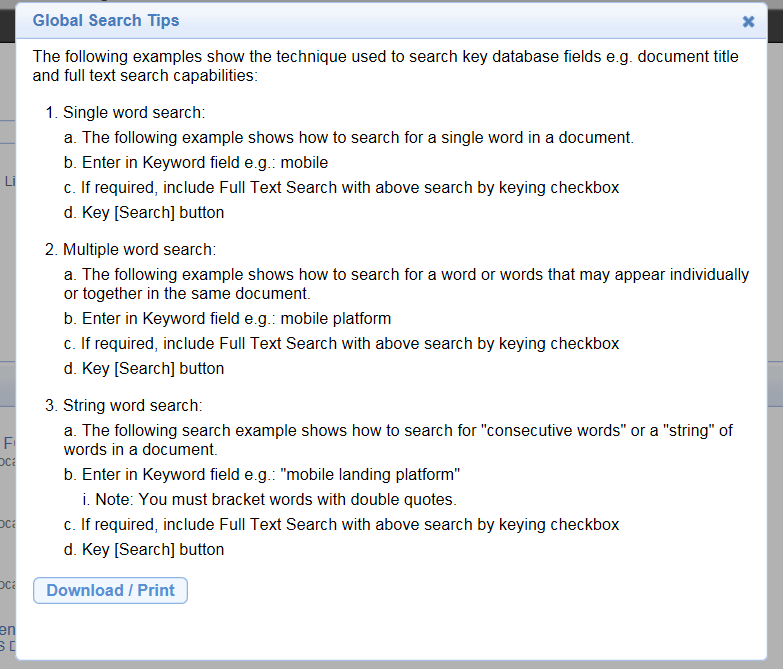 Global Search Tips
The following examples show the technique used to search key database fields e.g. document title
and full text search capabilities:
1. Single word search:
a. The following example shows how to search for a single word in a document.
b. Enter in Keyword field e.g.: mobile
c. If required, include Full Text Search with above search by keying checkbox
d. Key [Search] button
2. Multiple word search:
a. The following example shows how to search for a word or words that may appear individually
or together in the same document.
b. Enter in Keyword field e.g.: mobile platform
c. If required, include Full Text Search with above search by keying checkbox
d. Key [Search] button
3. String word search:
a. The following search example shows how to search for "consecutive words" or a "string" of
words in a document.
b. Enter in Keyword field e.g.: "mobile landing platform"
i. Note: You must bracket words with double quotes.
c. If required, include Full Text Search with above search by keying checkbox
d. Key [Search] button
Download / Print